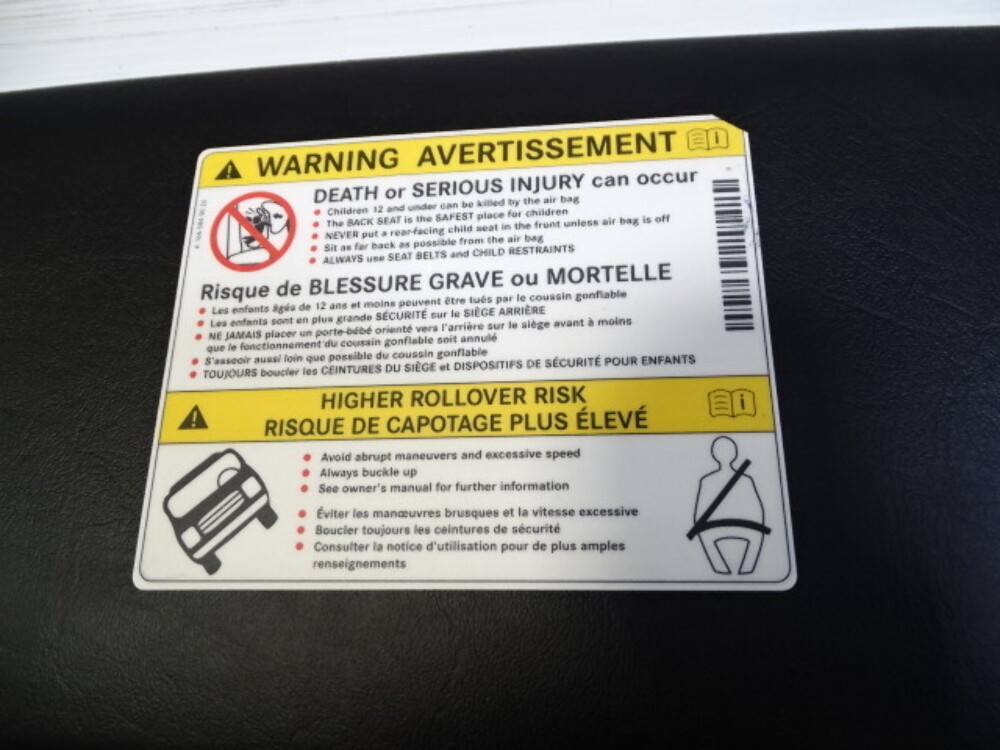 WARNING AVERTISSEMENT
DEATH or SERIOUS INJURY can occur
Children 12 and under can be killed by the air bag
The BACK SEAT is the SAFEST place for children
NEVER put a rear-facing child seat in the front unless air bag is off
Sit as far back as possible from the air bag
ALWAYS use SEAT BELTS and CHILD RESTRAINTS
Risque de BLESSURE GRAVE ou MORTELLE
Les enfants âgés de 12 ans et moins peuvent être tués par le coussin gonflable
Les enfants sont en plus grande SÉCURITÉ sur le SIÈGE ARRIÈRE
NE JAMAIS placer un porte-bébé orienté vers l'arrière sur le siège avant à moins
que le fonctionnement du coussin gonflable soit annulé
S'asseoir aussi loin que possible du coussin gonflable
TOUJOURS boucler les CEINTURES DU SIÈGE et DISPOSITIFS DE SÉCURITÉ POUR ENFANTS
HIGHER ROLLOVER RISK
RISQUE DE CAPOTAGE PLUS ÉLEVÉ
Avoid abrupt maneuvers and excessive speed
Always buckle up
See owner's manual for further information
Éviter les manœuvres brusques et la vitesse excessive
Boucler toujours les ceintures de sécurité
Consulter la notice d'utilisation pour de plus amples
renseignements